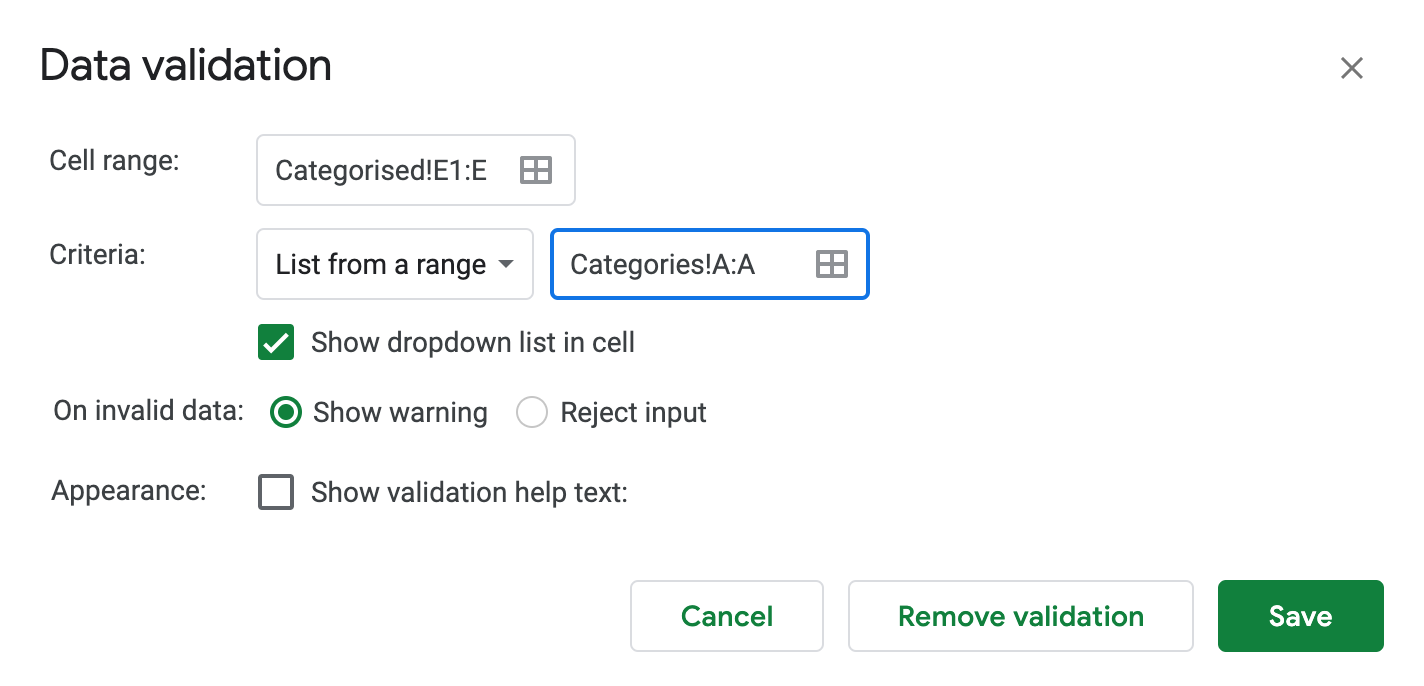 Data validation
Cell range: Categorised!E1:E
Criteria: List from a range Categories!A:A
Show dropdown list in cell
On invalid data: Show warning Reject input
Appearance: Show validation help text:
Cancel Remove validation Save